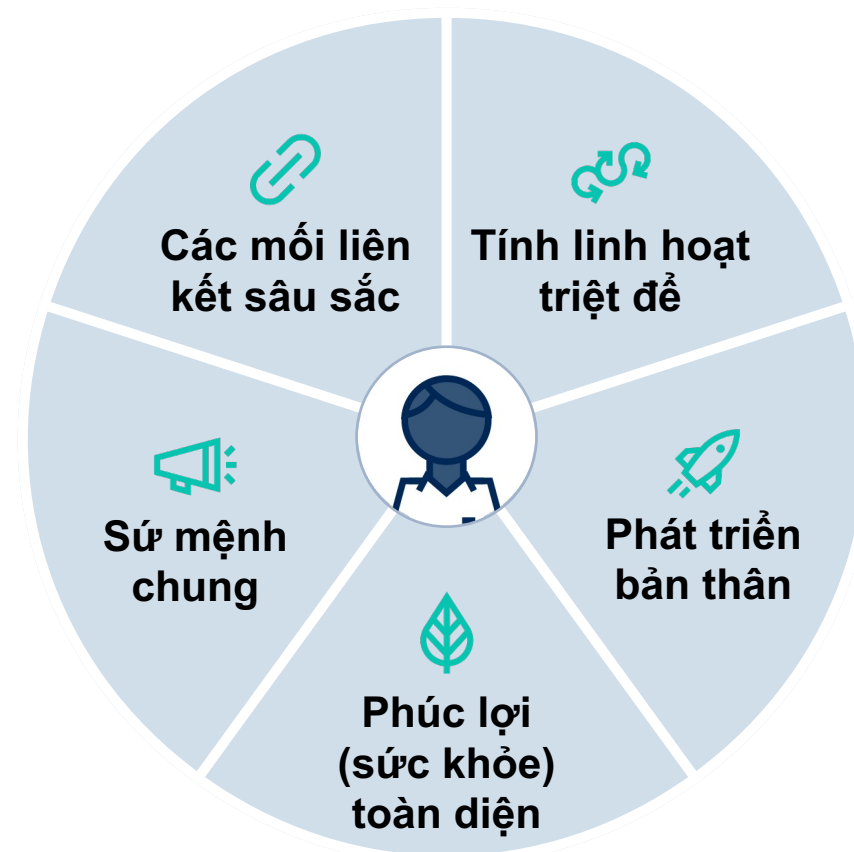 Các mối liên
kết sâu sắc
Tính linh hoạt
triệt để
Sứ mệnh
chung
Phát triển
bản thân
Phúc lợi
(sức khỏe)
toàn diện